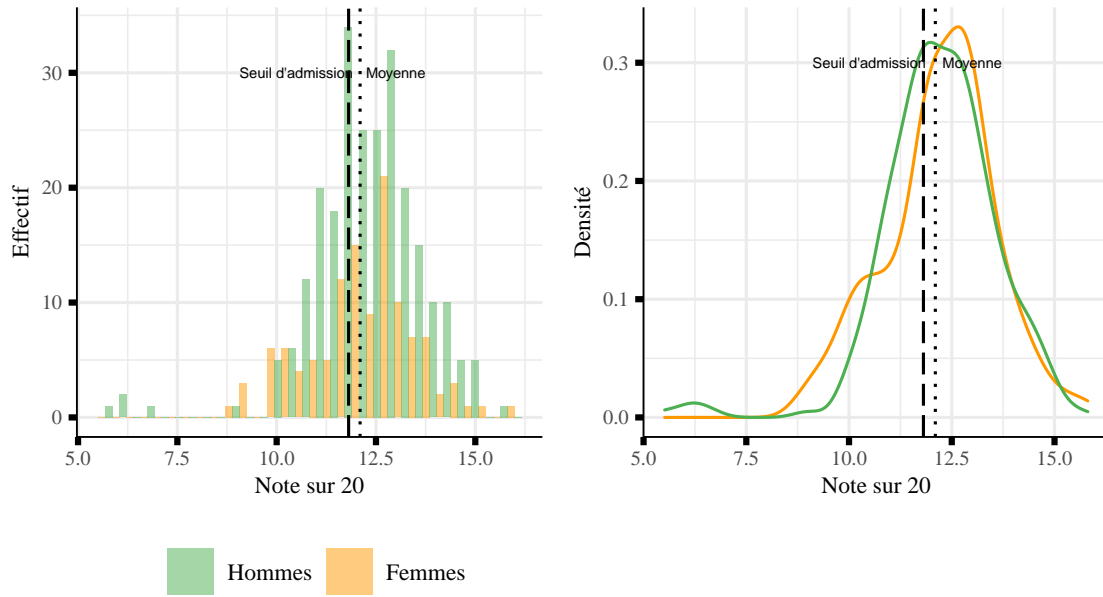 30
20
10
0
Effectif
Seuil d'admission
Moyenne
5.0
7.5
10.0
12.5
15.0
Note sur 20
0.3
0.2
0.1
0.0
Densité
Seuil d'admission
Moyenne
5.0
7.5
10.0
12.5
15.0
Note sur 20
Hommes
Femmes